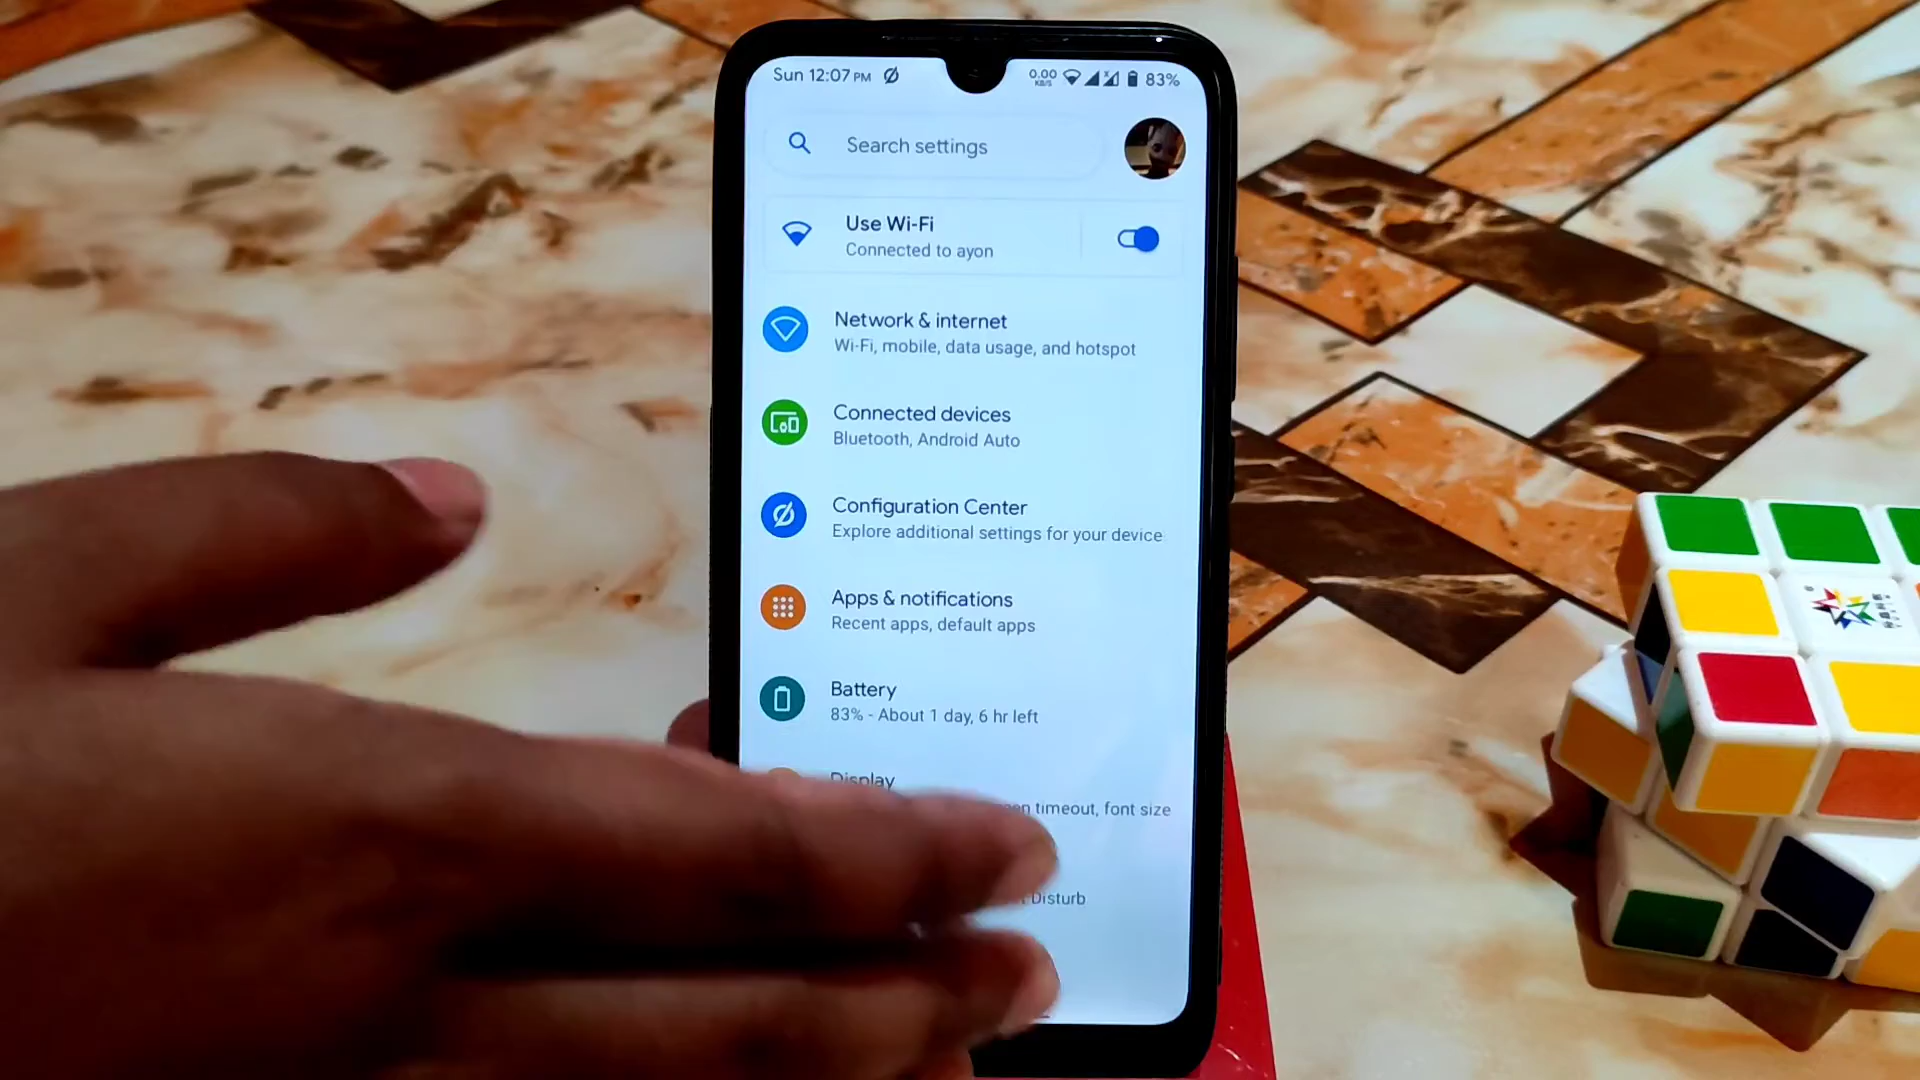 Sun 12:07 PM
0.00 KB/S 83%
Search settings
Use Wi-Fi
Connected to ayon
Network & internet
Wi-Fi, mobile, data usage, and hotspot
Connected devices
Bluetooth, Android Auto
Configuration Center
Explore additional settings for your device
Apps & notifications
Recent apps, default apps
Battery
83% - About 1 day, 6 hr left
Display
timeout, font size
Disturb